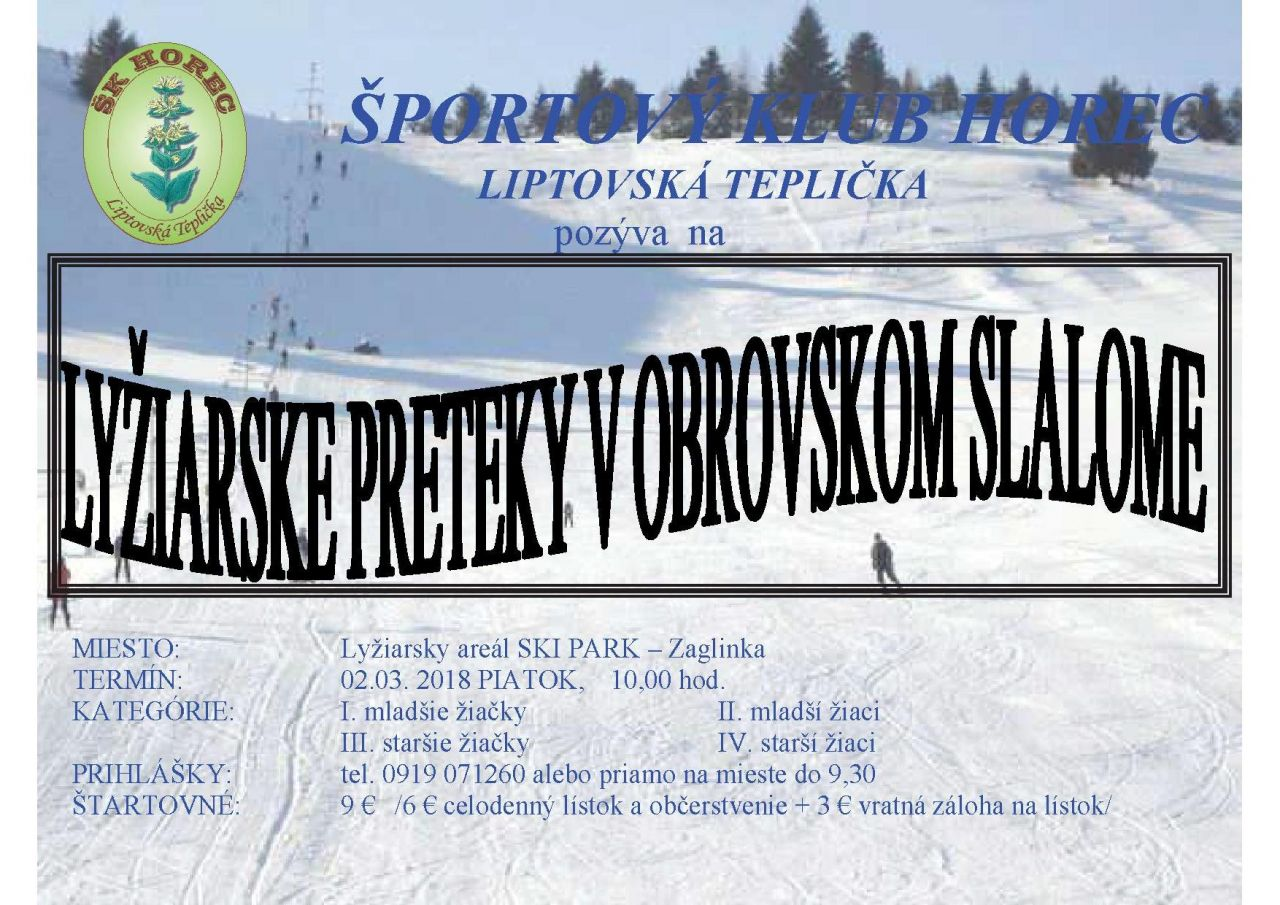 ŠK HOREC
Liptovská Teplička
ŠPORTOVÝ KLUB HOREC
LIPTOVSKÁ TEPLIČKA
pozýva na
LYŽIARSKE PRETEKY V OBROVSKOM SLALOME
MIESTO: Lyžiarsky areál SKI PARK – Zaglinka
TERMÍN: 02.03. 2018 PIATOK, 10,00 hod.
KATEGÓRIE: I. mladšie žiačky II. mladší žiaci
III. staršie žiačky IV. starší žiaci
PRIHLÁŠKY: tel. 0919 071260 alebo priamo na mieste do 9,30
ŠTARTOVNÉ: 9 € /6 € celodenný lístok a občerstvenie + 3 € vratná záloha na lístok/